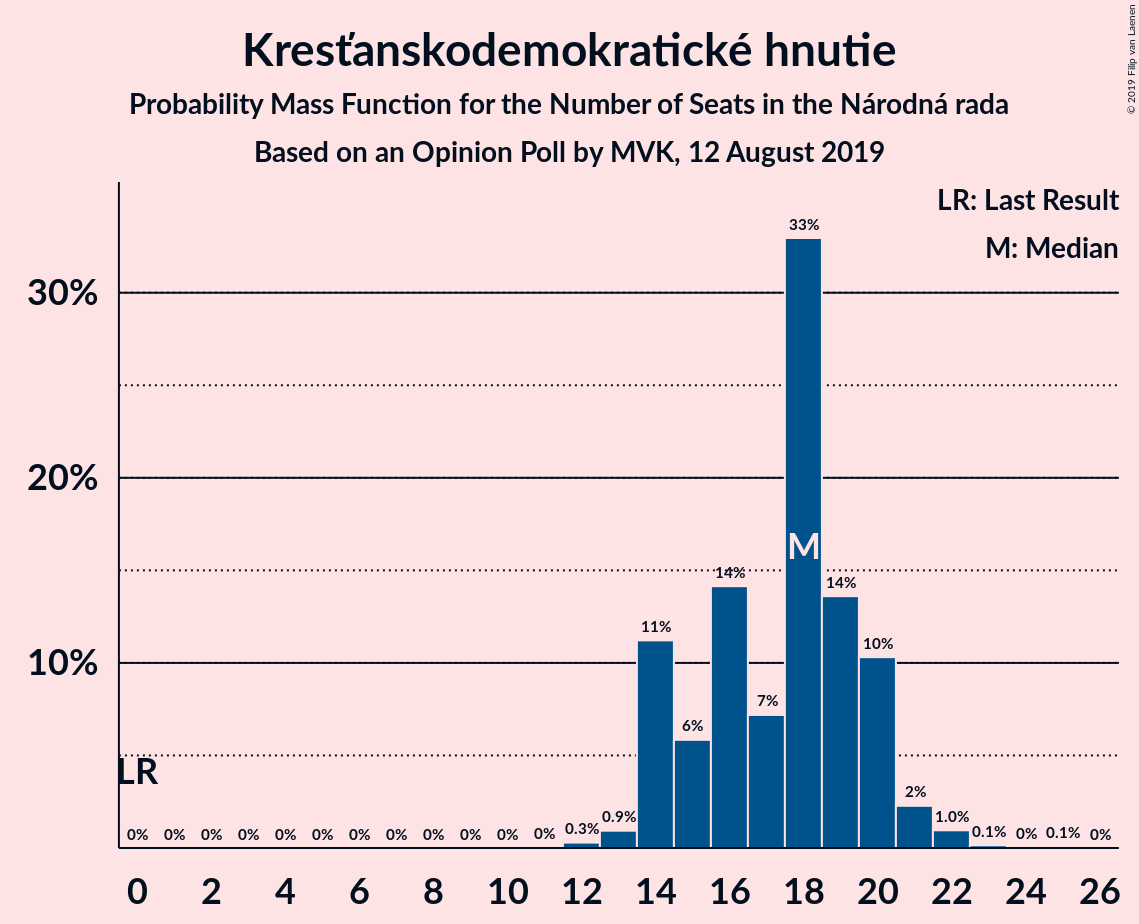 Kresťanskodemokratické hnutie
Probability Mass Function for the Number of Seats in the Národná rada
Based on an Opinion Poll by MVK, 12 August 2019
© 2019 Filip van Laenen
LR: Last Result
M: Median
30%
20%
10%
33%
M
14%
14%
11%
10%
7%
6%
LR
2%
0% 0% 0% 0% 0% 0% 0% 0% 0% 0% 0% 0% 0.3% 0.9% 1.0% 0.1% 0% 0.1% 0%
0 2 4 6 8 10 12 14 16 18 20 22 24 26